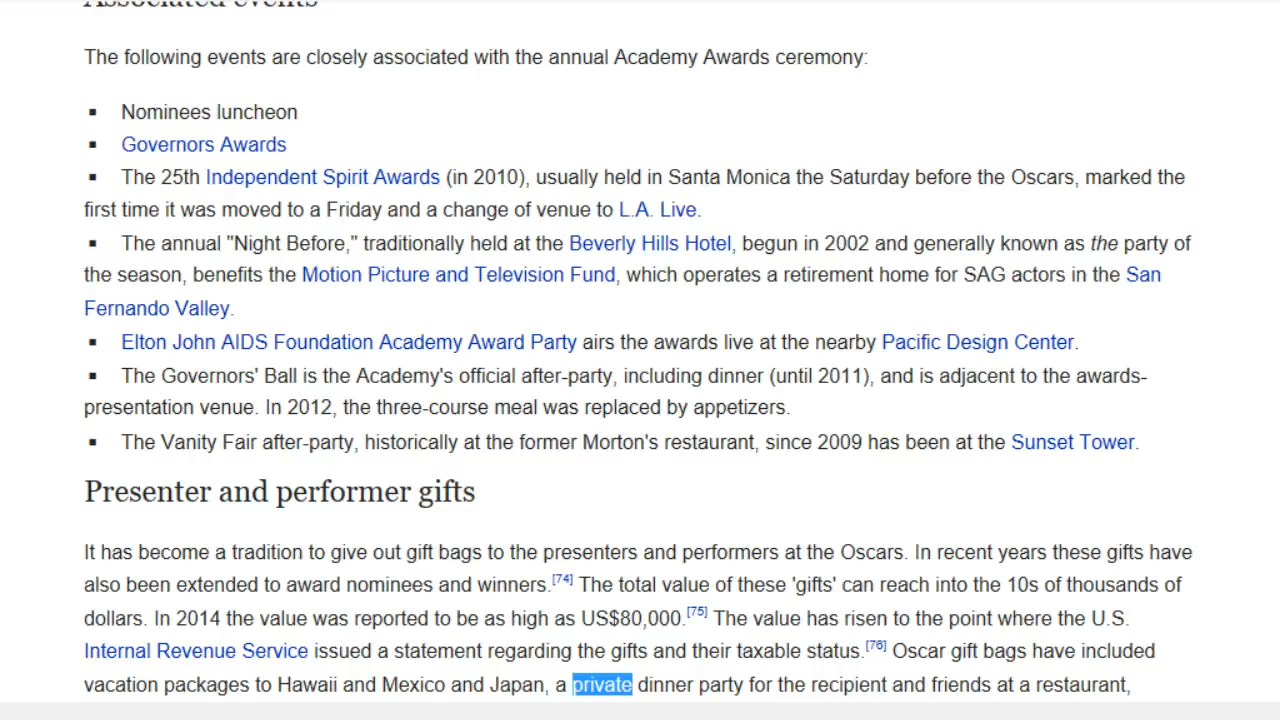 Associated events
The following events are closely associated with the annual Academy Awards ceremony:
▪ Nominees luncheon
▪ Governors Awards
▪ The 25th Independent Spirit Awards (in 2010), usually held in Santa Monica the Saturday before the Oscars, marked the
first time it was moved to a Friday and a change of venue to L.A. Live.
▪ The annual "Night Before," traditionally held at the Beverly Hills Hotel, begun in 2002 and generally known as the party of
the season, benefits the Motion Picture and Television Fund, which operates a retirement home for SAG actors in the San
Fernando Valley.
▪ Elton John AIDS Foundation Academy Award Party airs the awards live at the nearby Pacific Design Center.
▪ The Governors' Ball is the Academy's official after-party, including dinner (until 2011), and is adjacent to the awards-
presentation venue. In 2012, the three-course meal was replaced by appetizers.
▪ The Vanity Fair after-party, historically at the former Morton's restaurant, since 2009 has been at the Sunset Tower.
Presenter and performer gifts
It has become a tradition to give out gift bags to the presenters and performers at the Oscars. In recent years these gifts have
also been extended to award nominees and winners.[74] The total value of these 'gifts' can reach into the 10s of thousands of
dollars. In 2014 the value was reported to be as high as US$80,000.[75] The value has risen to the point where the U.S.
Internal Revenue Service issued a statement regarding the gifts and their taxable status.[76] Oscar gift bags have included
vacation packages to Hawaii and Mexico and Japan, a private dinner party for the recipient and friends at a restaurant,